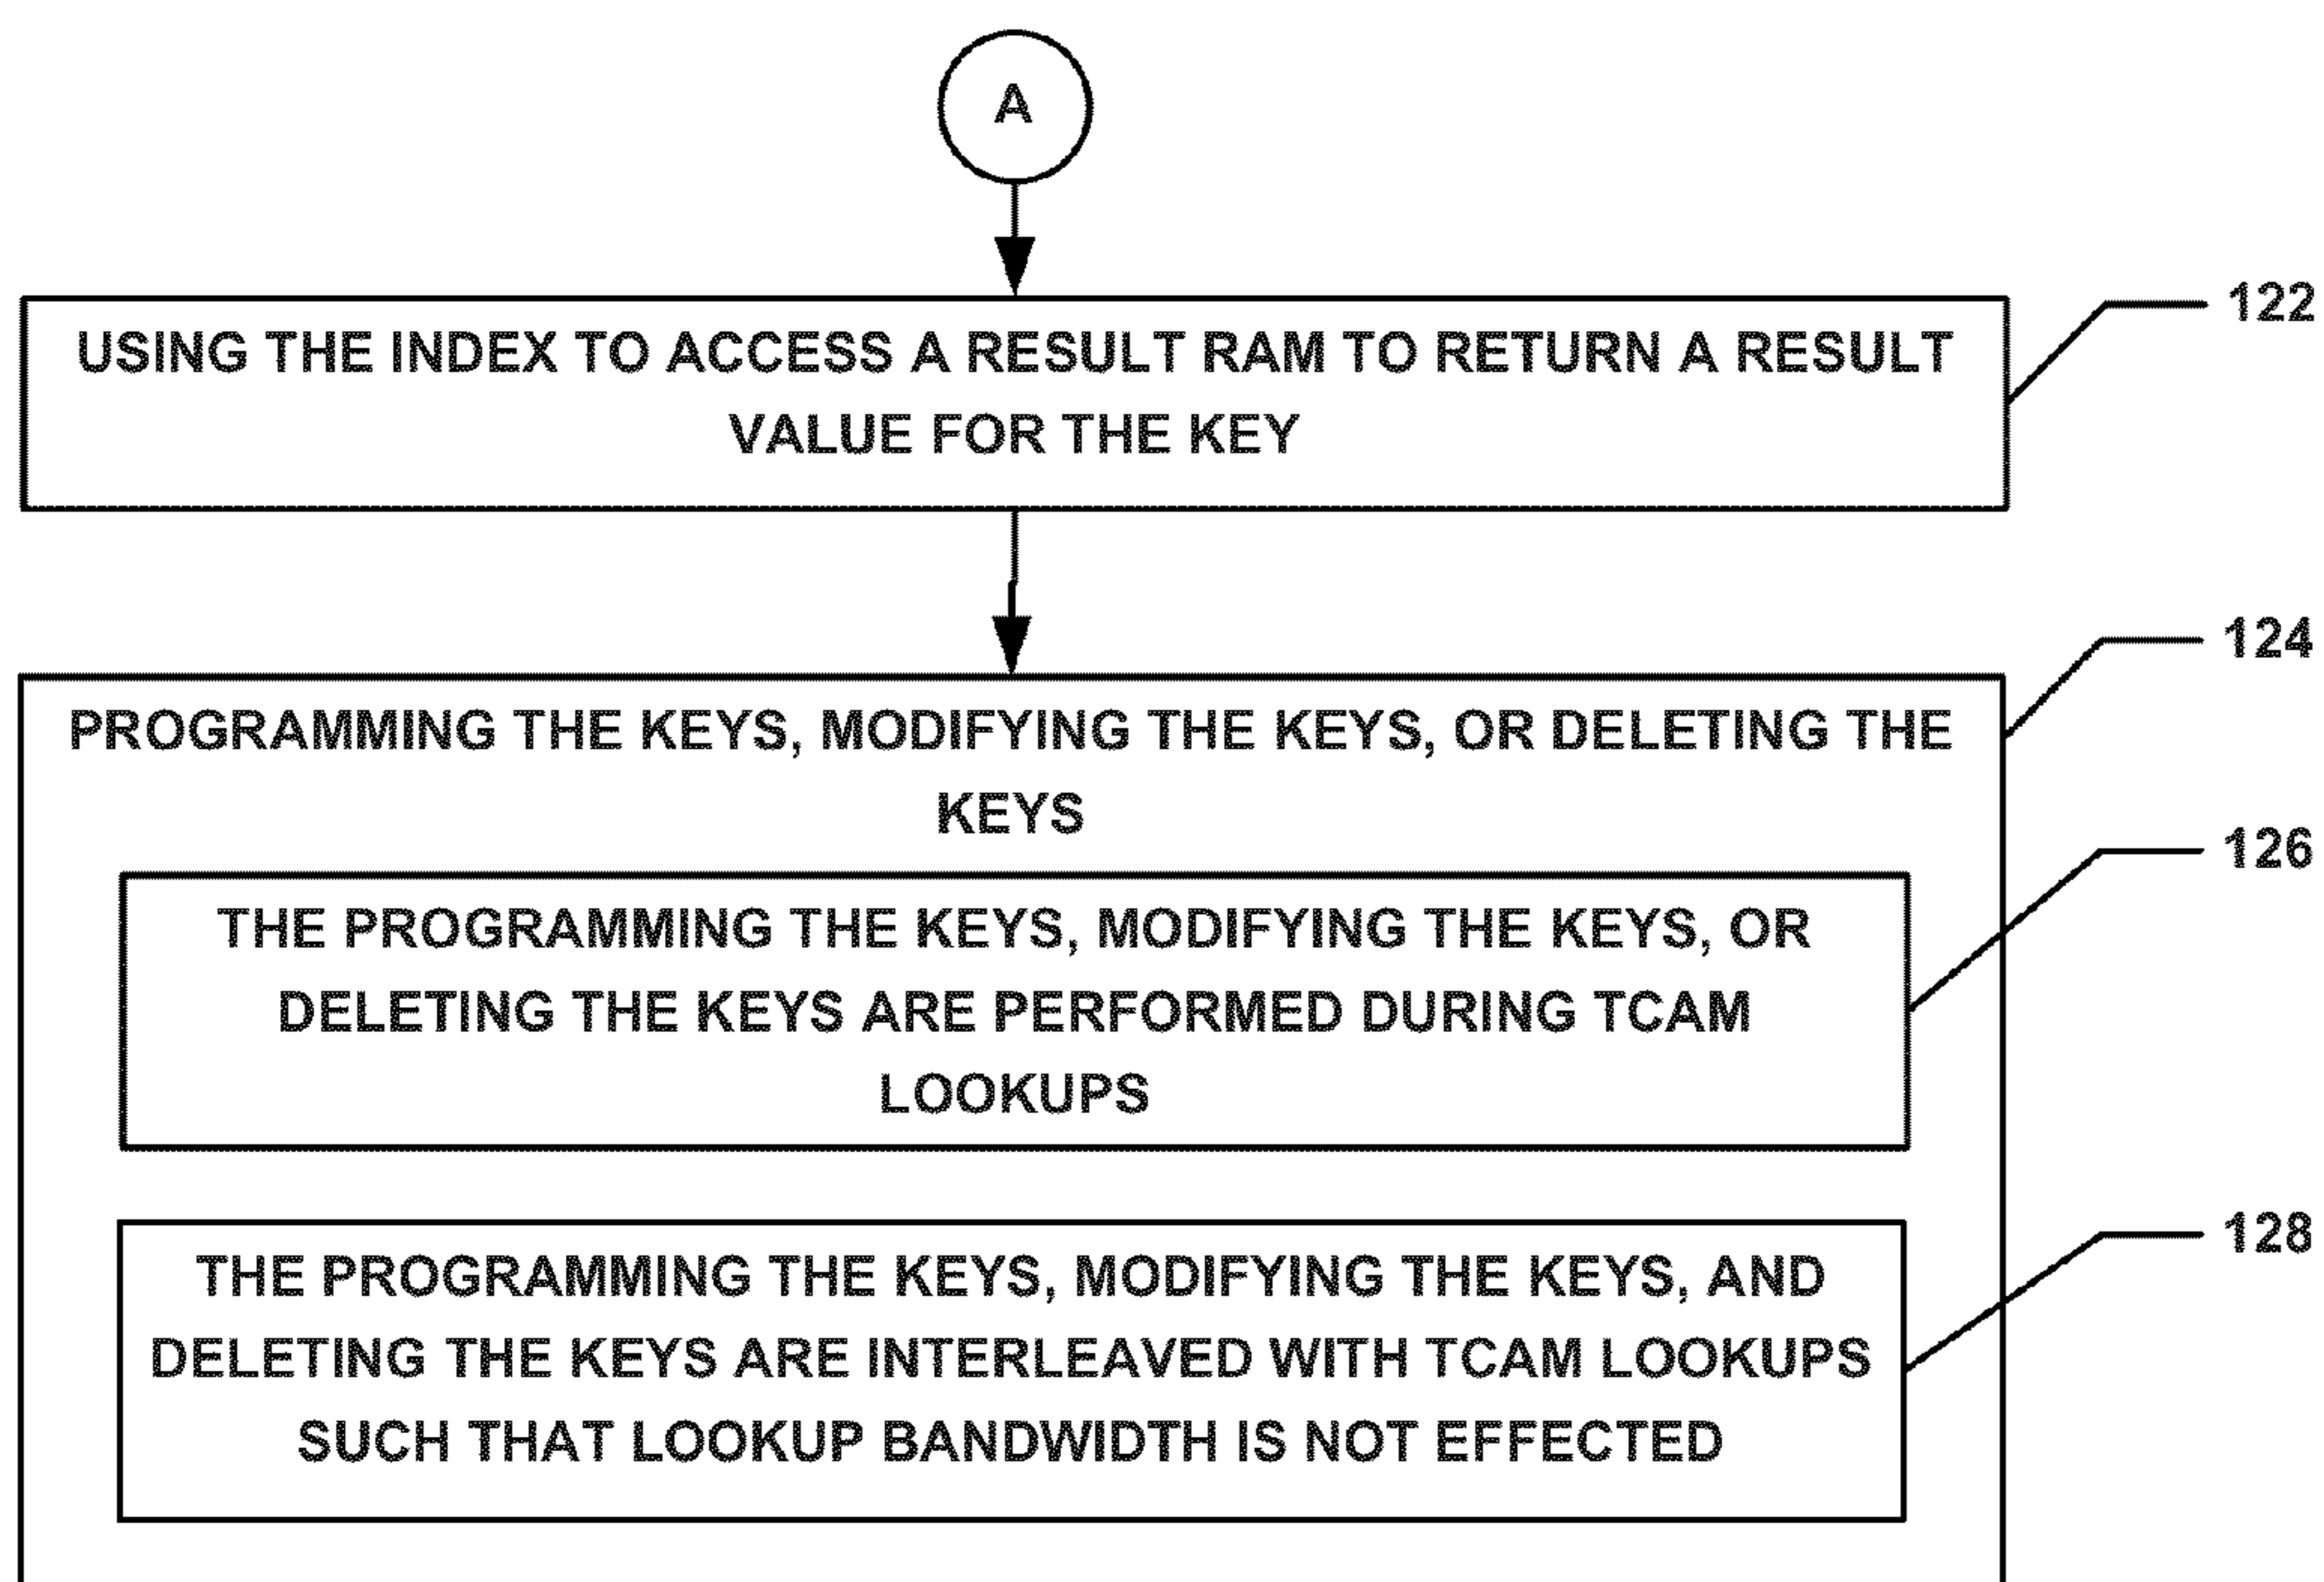 A
USING THE INDEX TO ACCESS A RESULT RAM TO RETURN A RESULT
VALUE FOR THE KEY
122
PROGRAMMING THE KEYS, MODIFYING THE KEYS, OR DELETING THE
KEYS
124
THE PROGRAMMING THE KEYS, MODIFYING THE KEYS, OR
DELETING THE KEYS ARE PERFORMED DURING TCAM
LOOKUPS
126
THE PROGRAMMING THE KEYS, MODIFYING THE KEYS, AND
DELETING THE KEYS ARE INTERLEAVED WITH TCAM LOOKUPS
SUCH THAT LOOKUP BANDWIDTH IS NOT EFFECTED
128